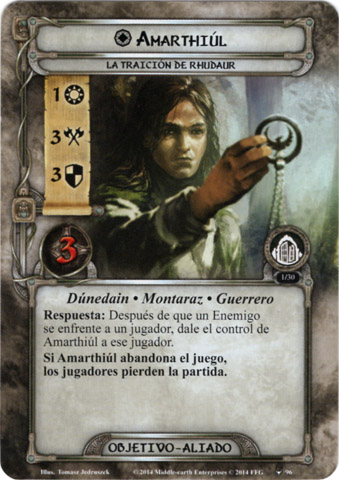 Amarthiúl
La traición de Rhudaur
1
3
3
3
1/30
Dúnedain • Montaraz • Guerrero
Respuesta: Después de que un Enemigo
se enfrente a un jugador, dale el control de
Amarthiúl a ese jugador.
Si Amarthiúl abandona el juego,
los jugadores pierden la partida.
Objetivo-Aliado
Illus. Tomasz Jedruszek ©2014 Middle-earth Enterprises © 2014 FFG 96